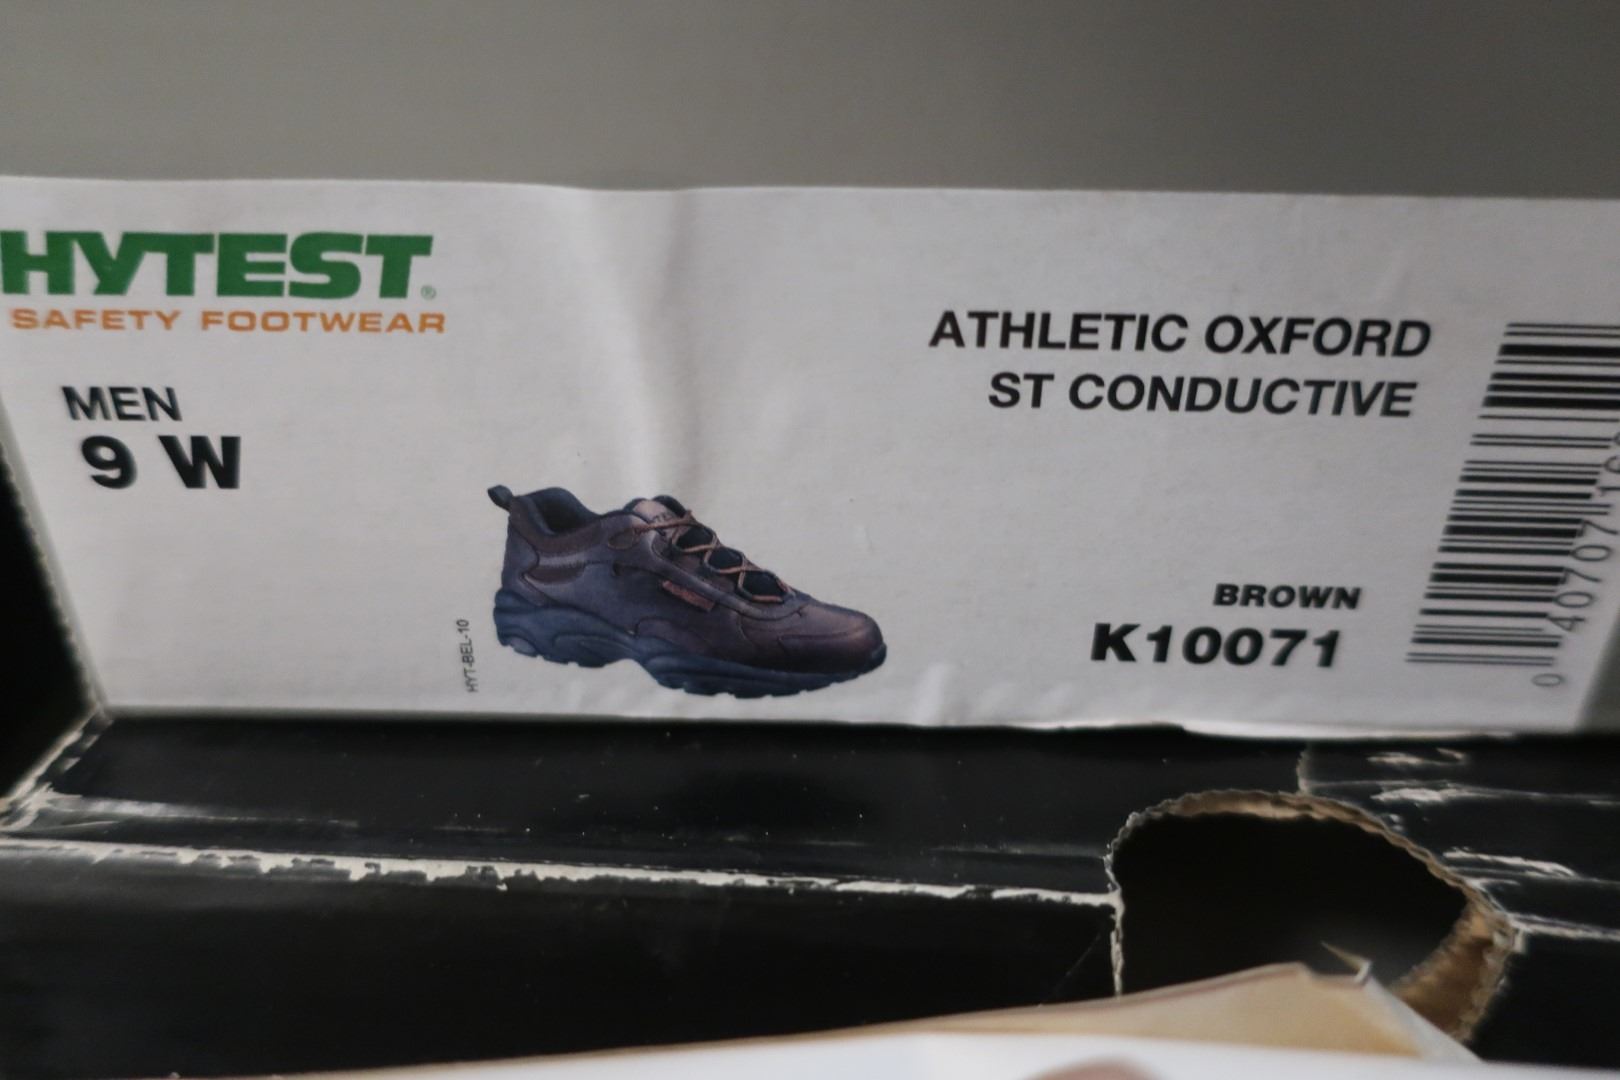 HYTEST®
SAFETY FOOTWEAR
MEN
9 W
HYT-BEL-10
ATHLETIC OXFORD
ST CONDUCTIVE
BROWN
K10071